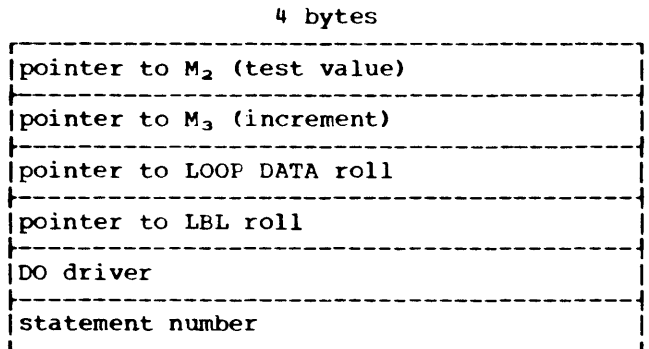 4 bytes
pointer to M₂ (test value)
pointer to M₃ (increment)
pointer to LOOP DATA roll
pointer to LBL roll
DO driver
statement number